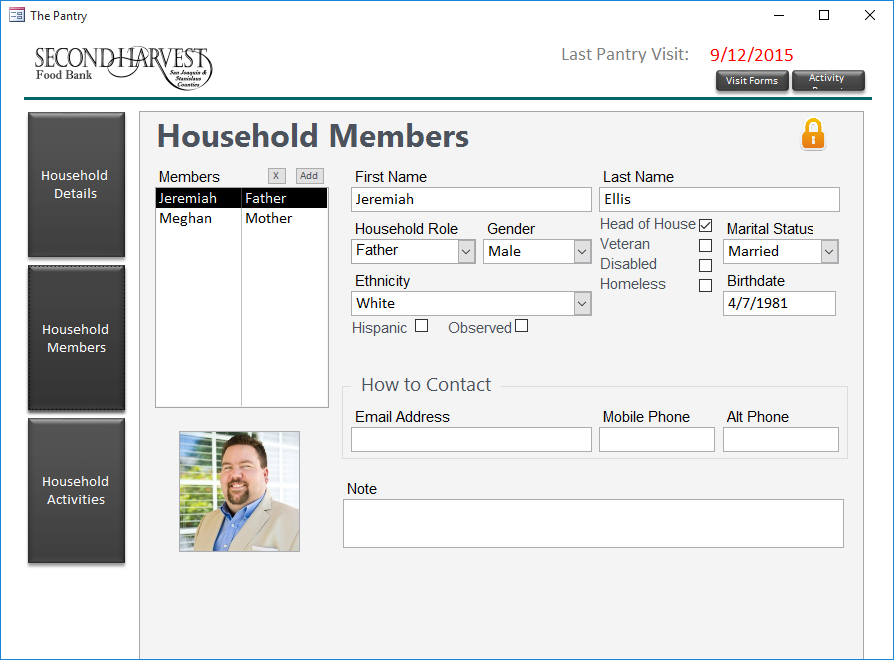 The Pantry
SECOND HARVEST
Food Bank
San Joaquin &
Stanislaus
Counties
Last Pantry Visit: 9/12/2015
Visit Forms
Activity
Household
Details
Household
Members
Household
Activities
Household Members
Members X Add
Jeremiah Father
Meghan Mother
First Name
Jeremiah
Last Name
Ellis
Household Role
Father
Gender
Male
Head of House
Veteran
Disabled
Homeless
Marital Status
Married
Ethnicity
White
Birthdate
4/7/1981
Hispanic
Observed
How to Contact
Email Address
Mobile Phone
Alt Phone
Note